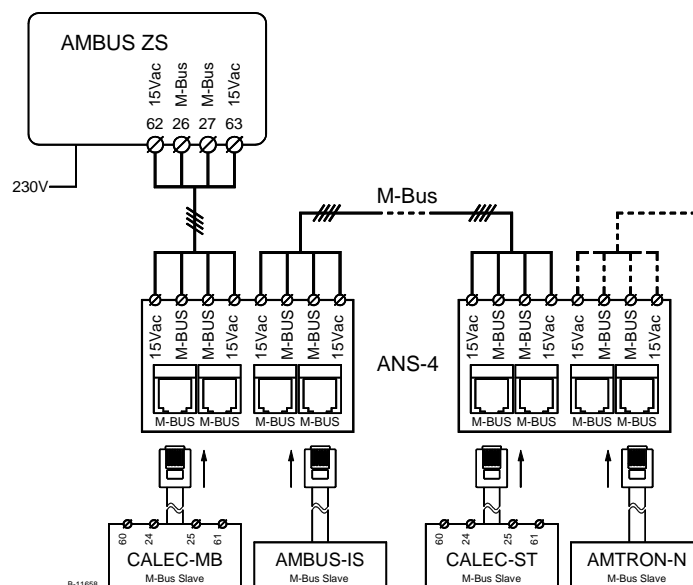 AMBUS ZS
15Vac M-Bus M-Bus 15Vac
62 26 27 63
230V
M-Bus
15Vac M-BUS M-BUS 15Vac 15Vac M-BUS M-BUS 15Vac
15Vac M-BUS M-BUS 15Vac 15Vac M-BUS M-BUS 15Vac
ANS-4
M-BUS M-BUS M-BUS M-BUS
M-BUS M-BUS M-BUS M-BUS
60 24 25 61
60 24 25 61
CALEC-MB
M-Bus Slave
AMBUS-IS
M-Bus Slave
CALEC-ST
M-Bus Slave
AMTRON-N
M-Bus Slave
B-11658